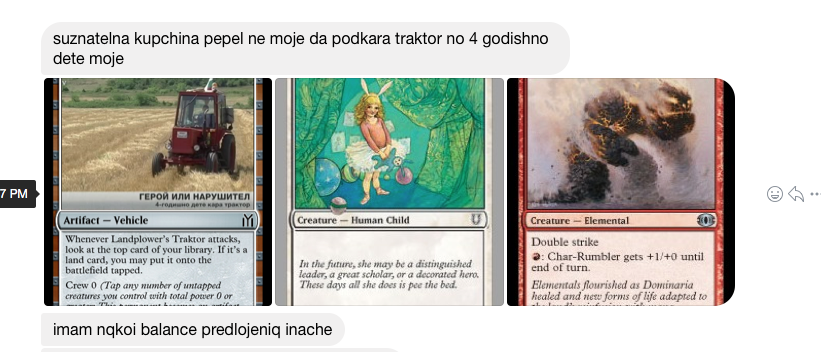 suznatelna kupchina pepel ne moje da podkara traktor no 4 godishno
dete moje
7 PM
ГЕРОЙ ИЛИ НАРУШИТЕЛ
4-годишно дете кара трактор
Artifact — Vehicle
Whenever Landplower's Traktor attacks,
look at the top card of your library. If it's
a land card, you may put it onto the
battlefield tapped.
Crew 0 (Tap any number of untapped
creatures you control with total power 0 or
Creature — Human Child
In the future, she may be a distinguished
leader, a great scholar, or a decorated hero.
These days all she does is pee the bed.
Creature — Elemental
Double strike
: Char-Rumbler gets +1/+0 until
end of turn.
Elementals flourished as Dominaria
healed and new forms of life adapted to
imam nqkoi balance predlojeniq inache